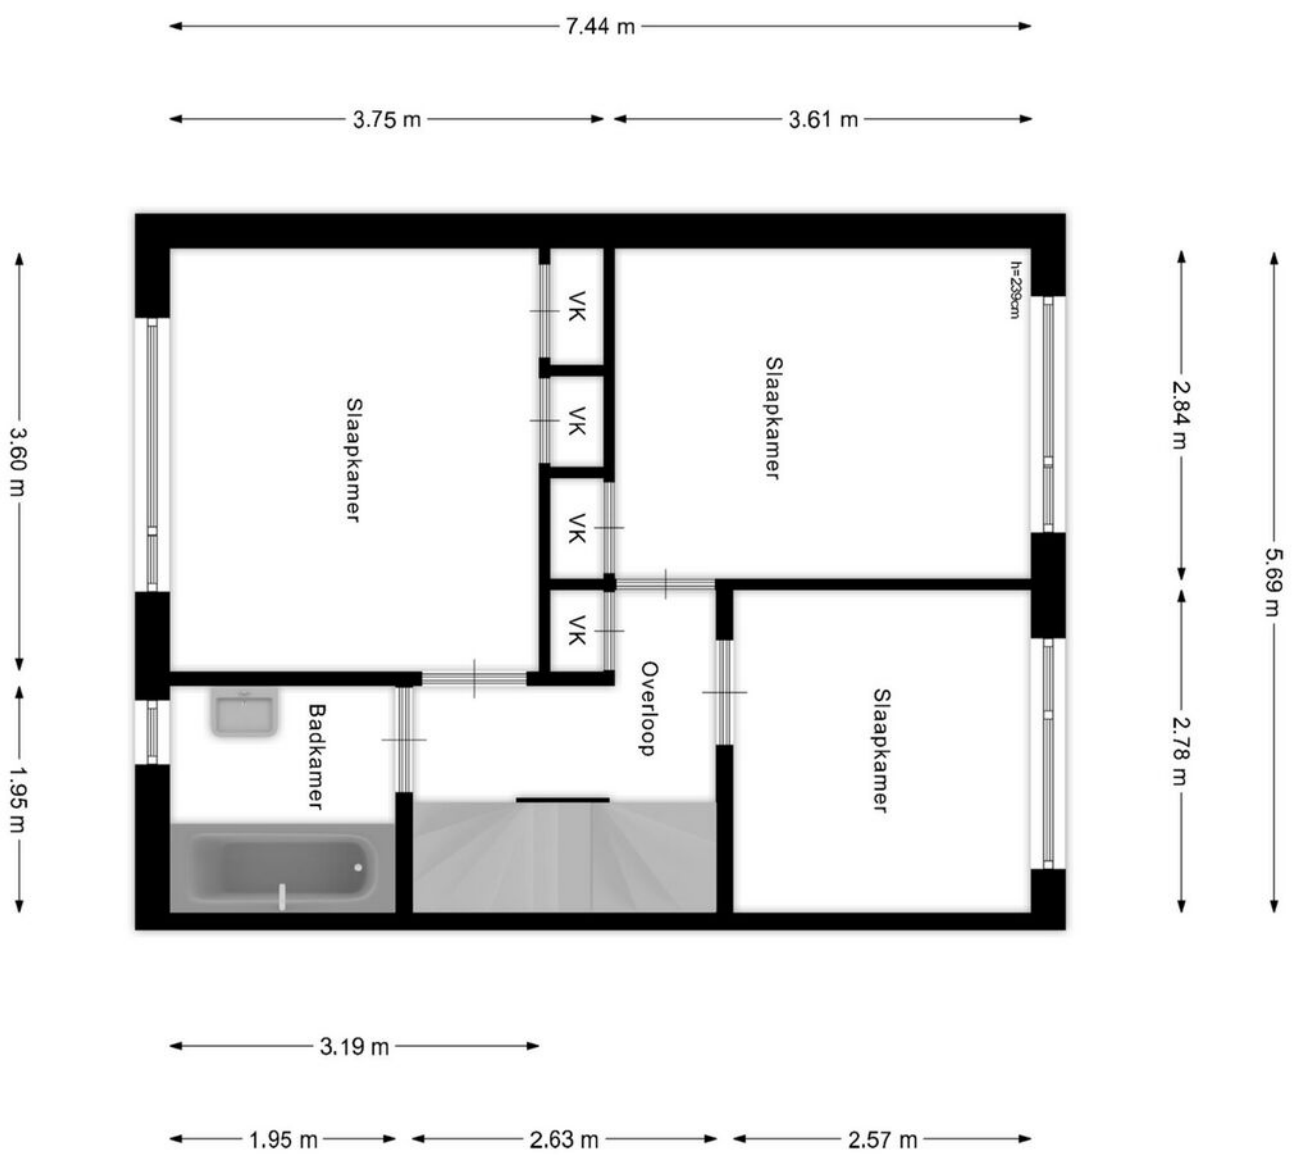 7.44 m
3.75 m
3.61 m
h=239cm
VK
VK
VK
VK
Slaapkamer
Slaapkamer
Slaapkamer
Overloop
Badkamer
3.60 m
1.95 m
2.84 m
2.78 m
5.69 m
3.19 m
1.95 m
2.63 m
2.57 m